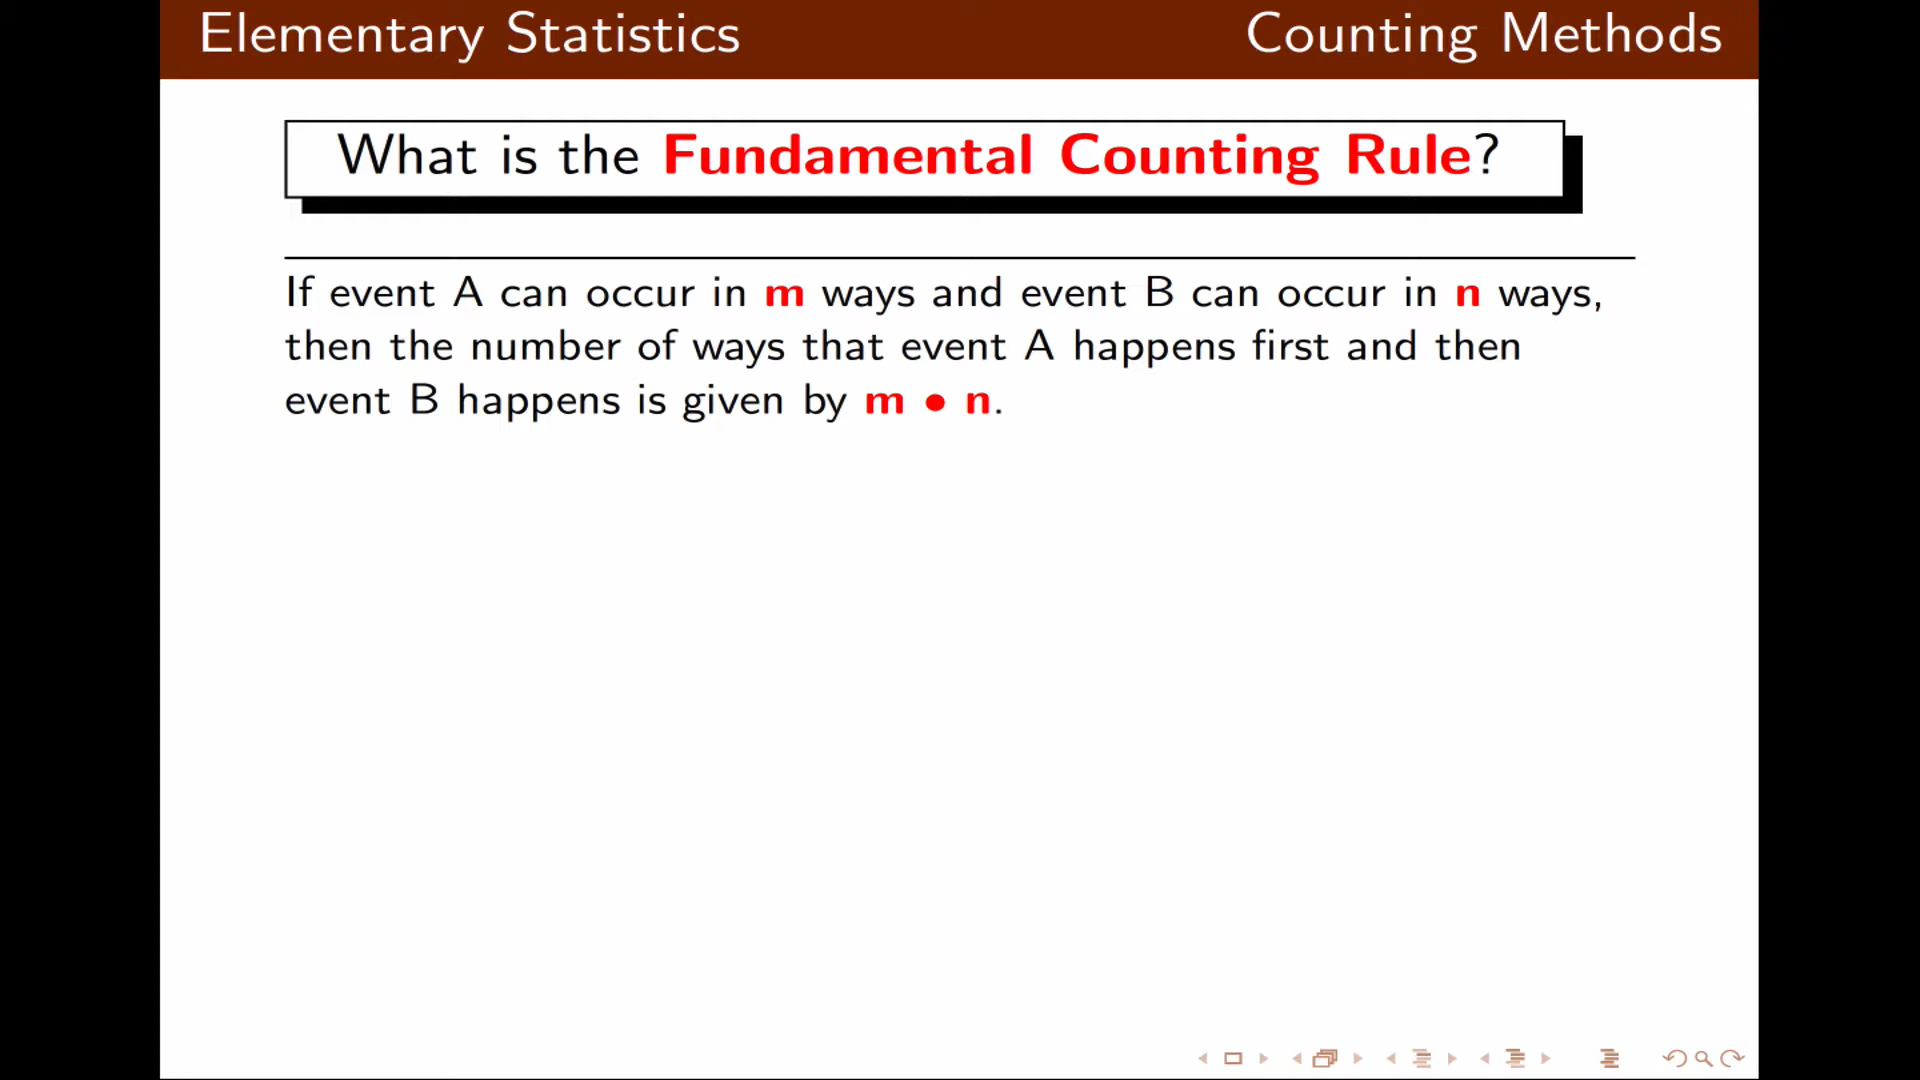 Elementary Statistics Counting Methods
What is the Fundamental Counting Rule?
If event A can occur in m ways and event B can occur in n ways,
then the number of ways that event A happens first and then
event B happens is given by m • n.